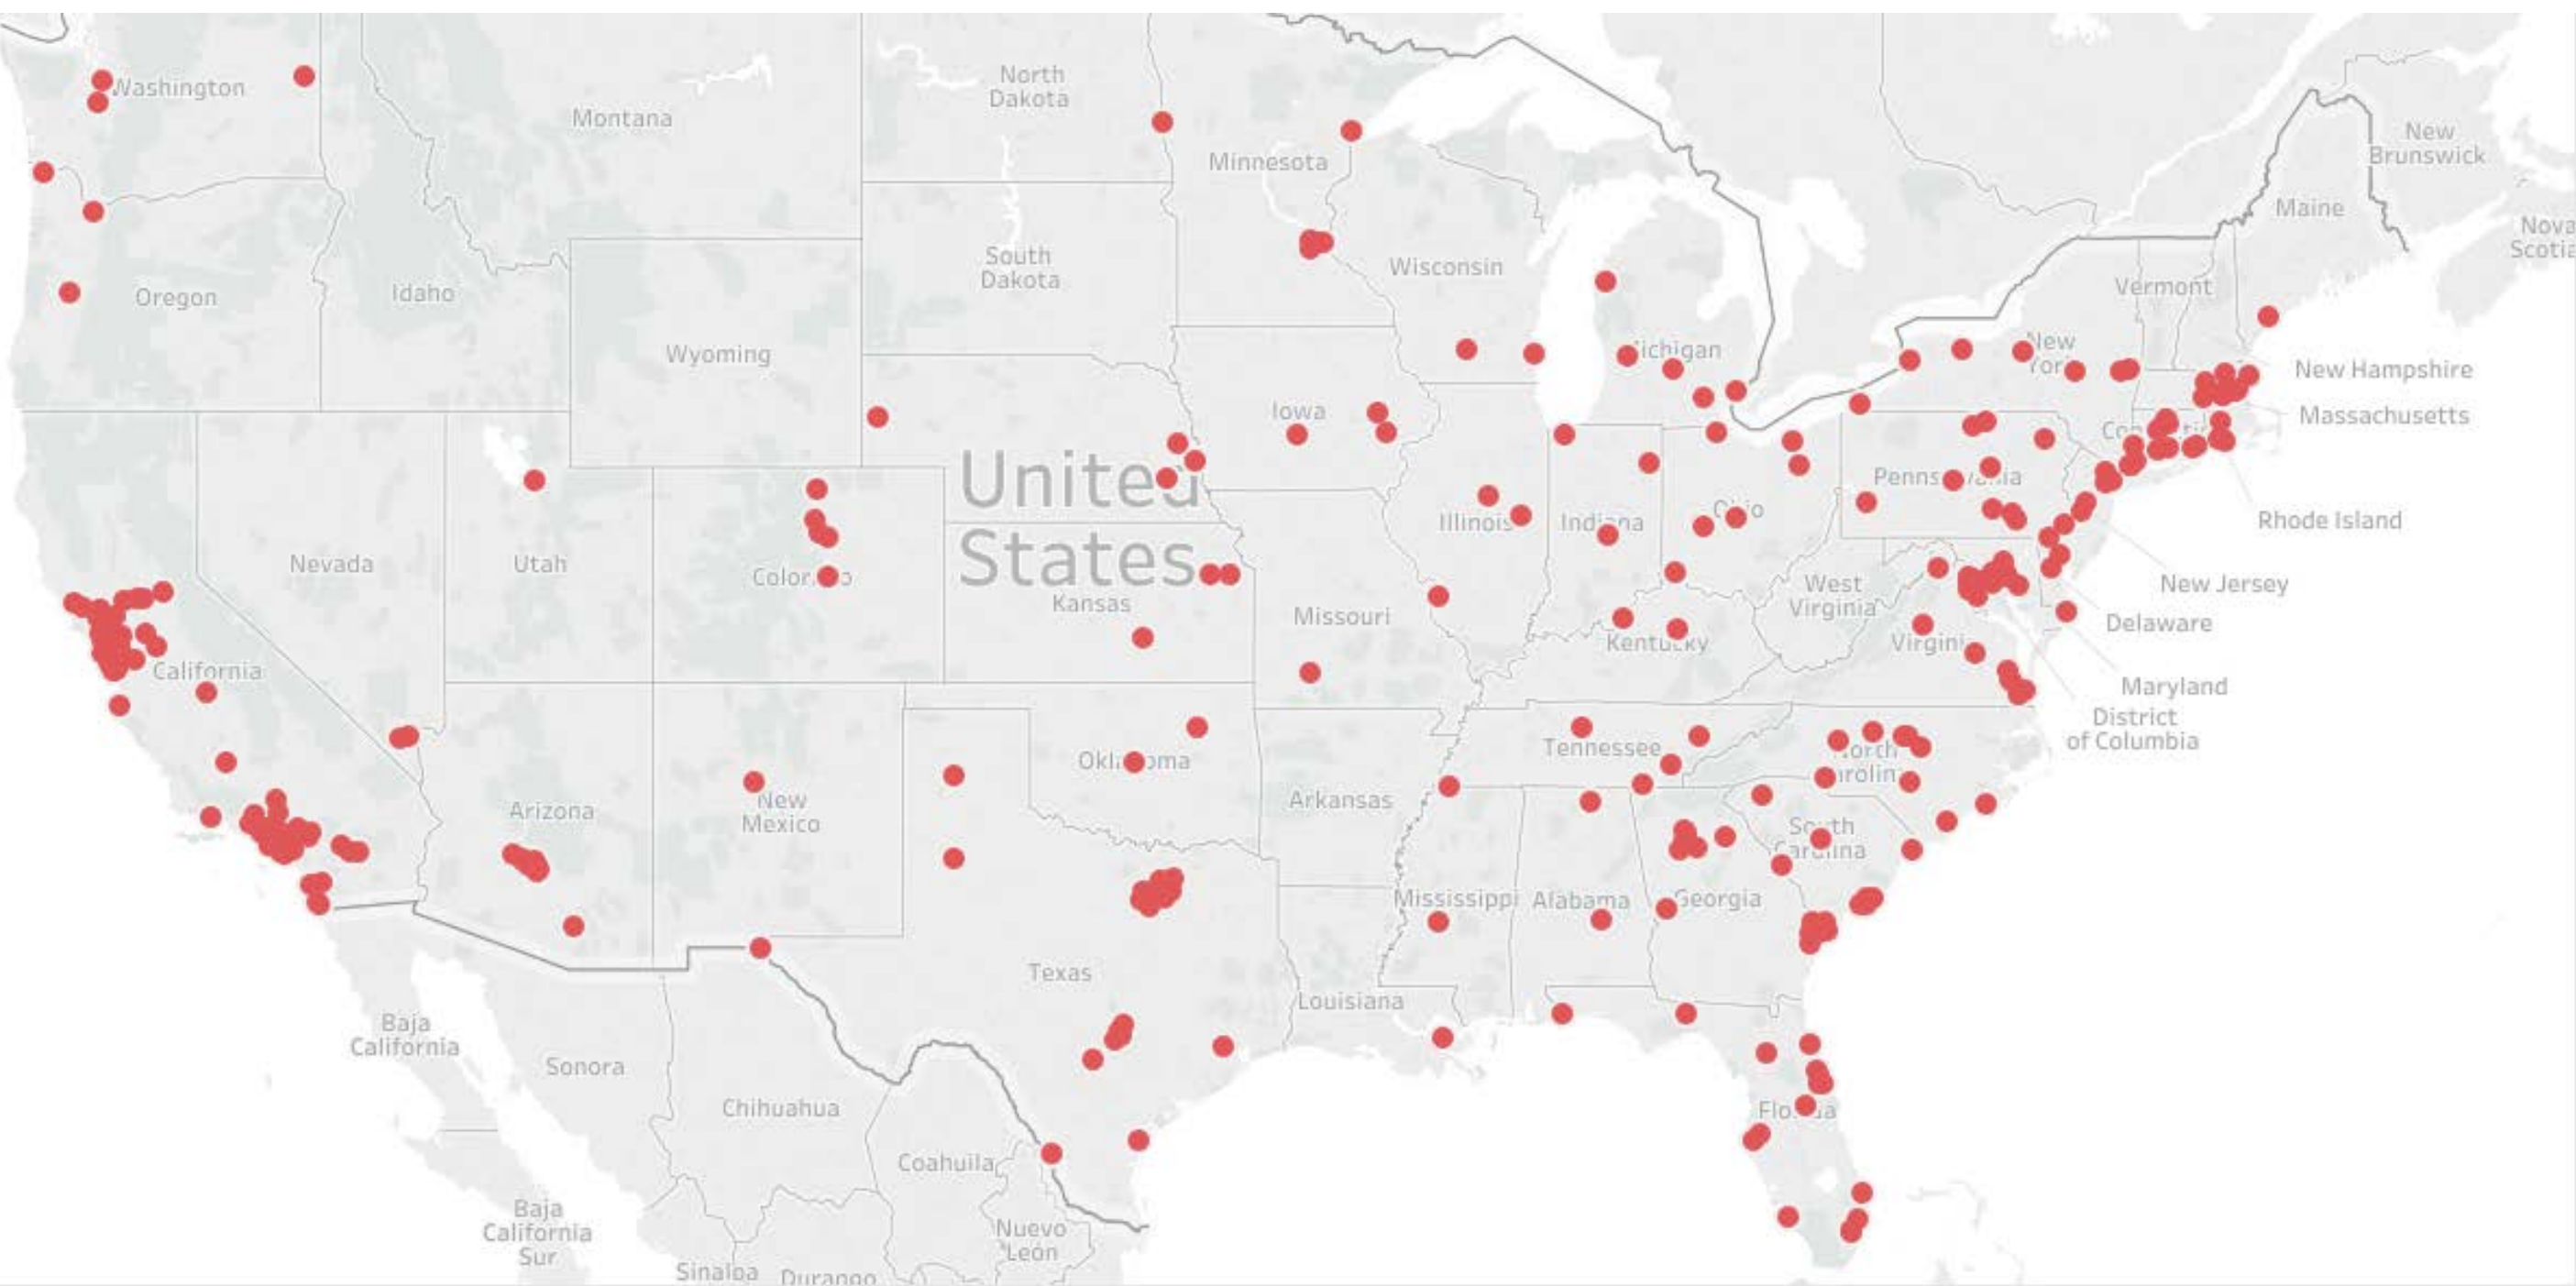 Washington
Montana
North
Dakota
Minnesota
New
Brunswick
Maine
Nova
Scotia
Oregon
Idaho
South
Dakota
Wisconsin
Vermont
Wyoming
New
New Hampshire
Iowa
Massachusetts
United
States
Nevada
Utah
Kansas
Illinois
Missouri
Kentucky
West
Virginia
Rhode Island
New Jersey
Delaware
Maryland
District
of Columbia
California
Arizona
New
Mexico
Arkansas
Tennessee
Mississippi
Alabama
Georgia
Texas
Louisiana
Baja
California
Sonora
Chihuahua
Coahuila
Baja
California
Sur
Sinaloa
Durango
Nuevo
León